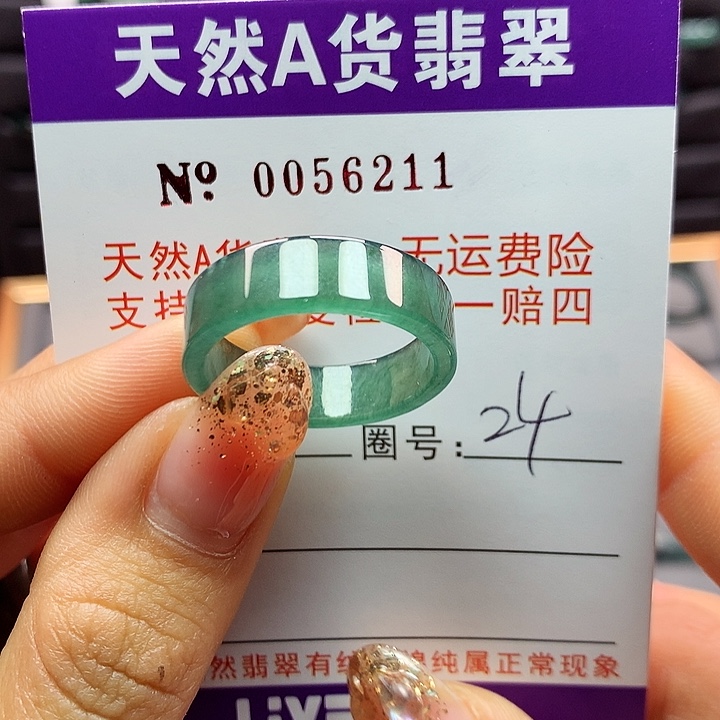 天然A货翡翠
Nº 0056211
天然A货 无运费险
支持 一赔四
圈号: 24
然翡翠有 纯属正常现象
LIVE